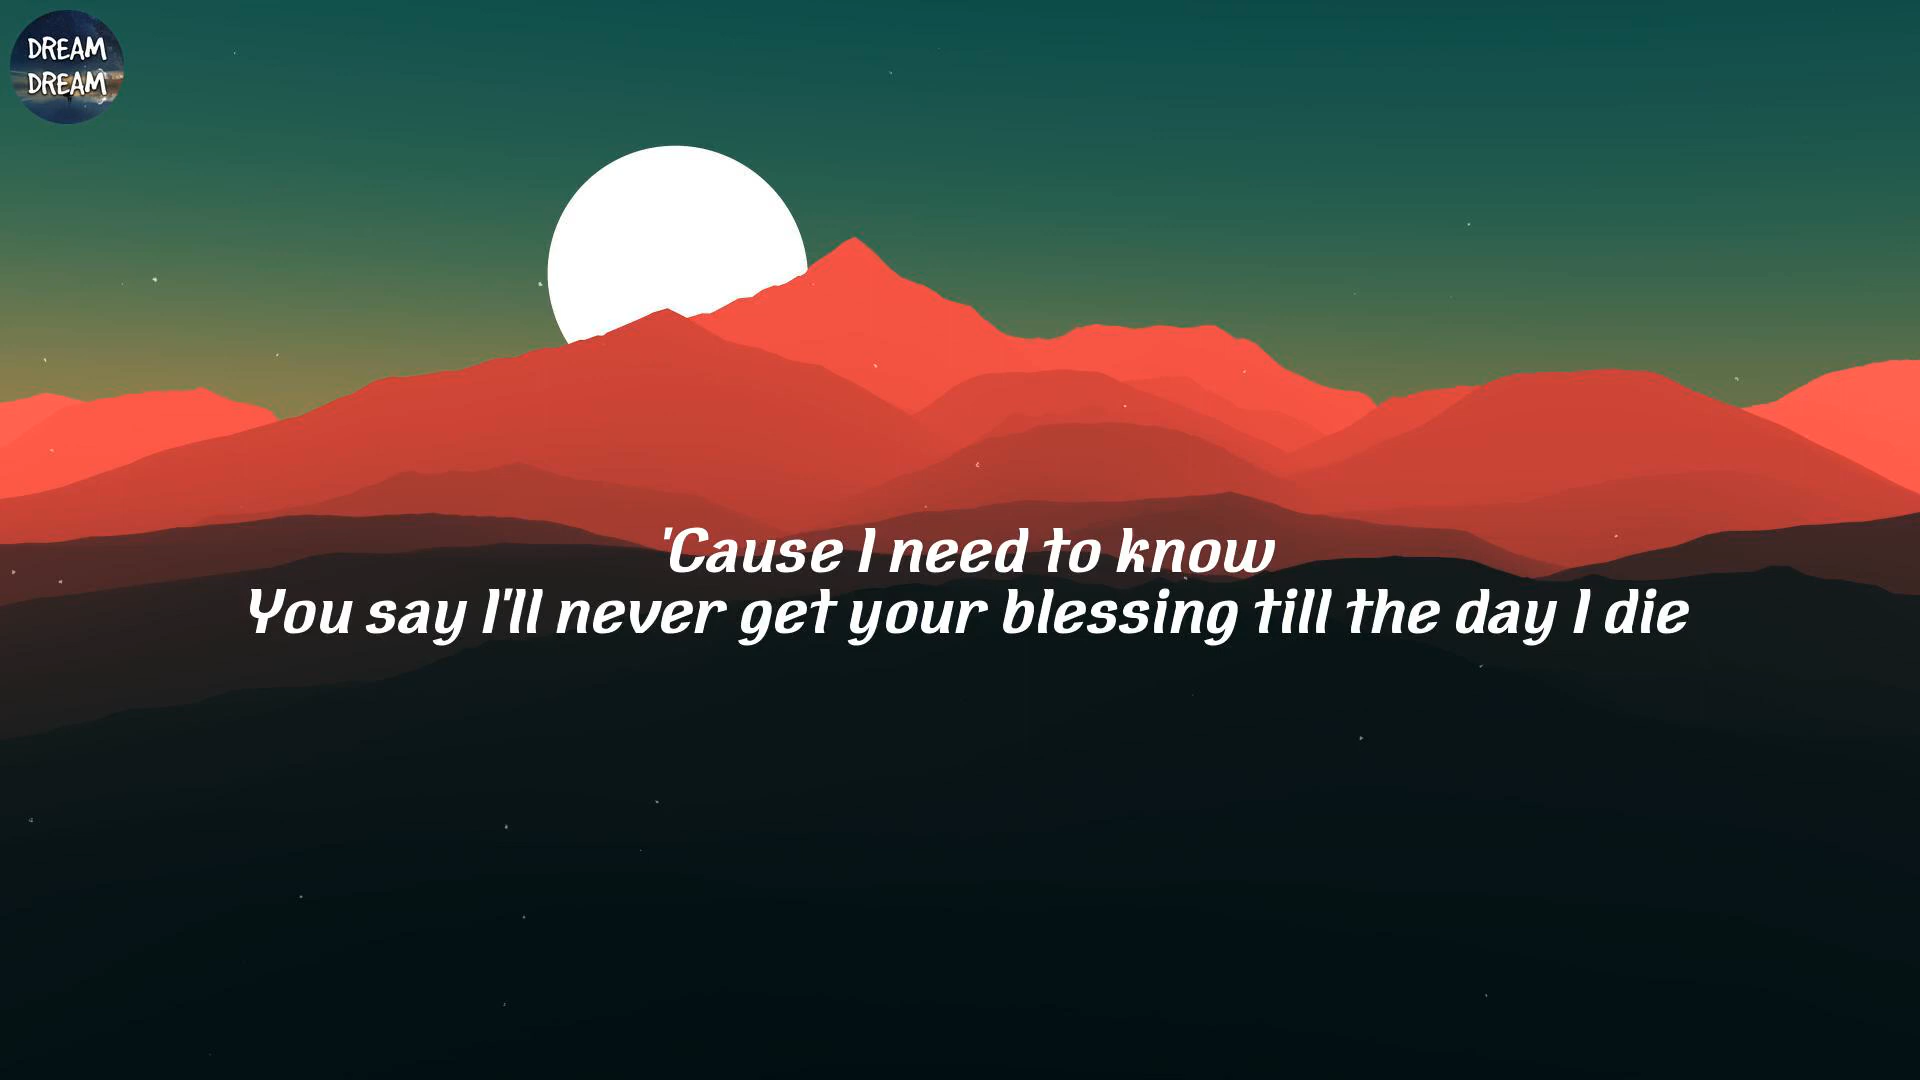 DREAM
DREAM
'Cause I need to know
You say I'll never get your blessing till the day I die